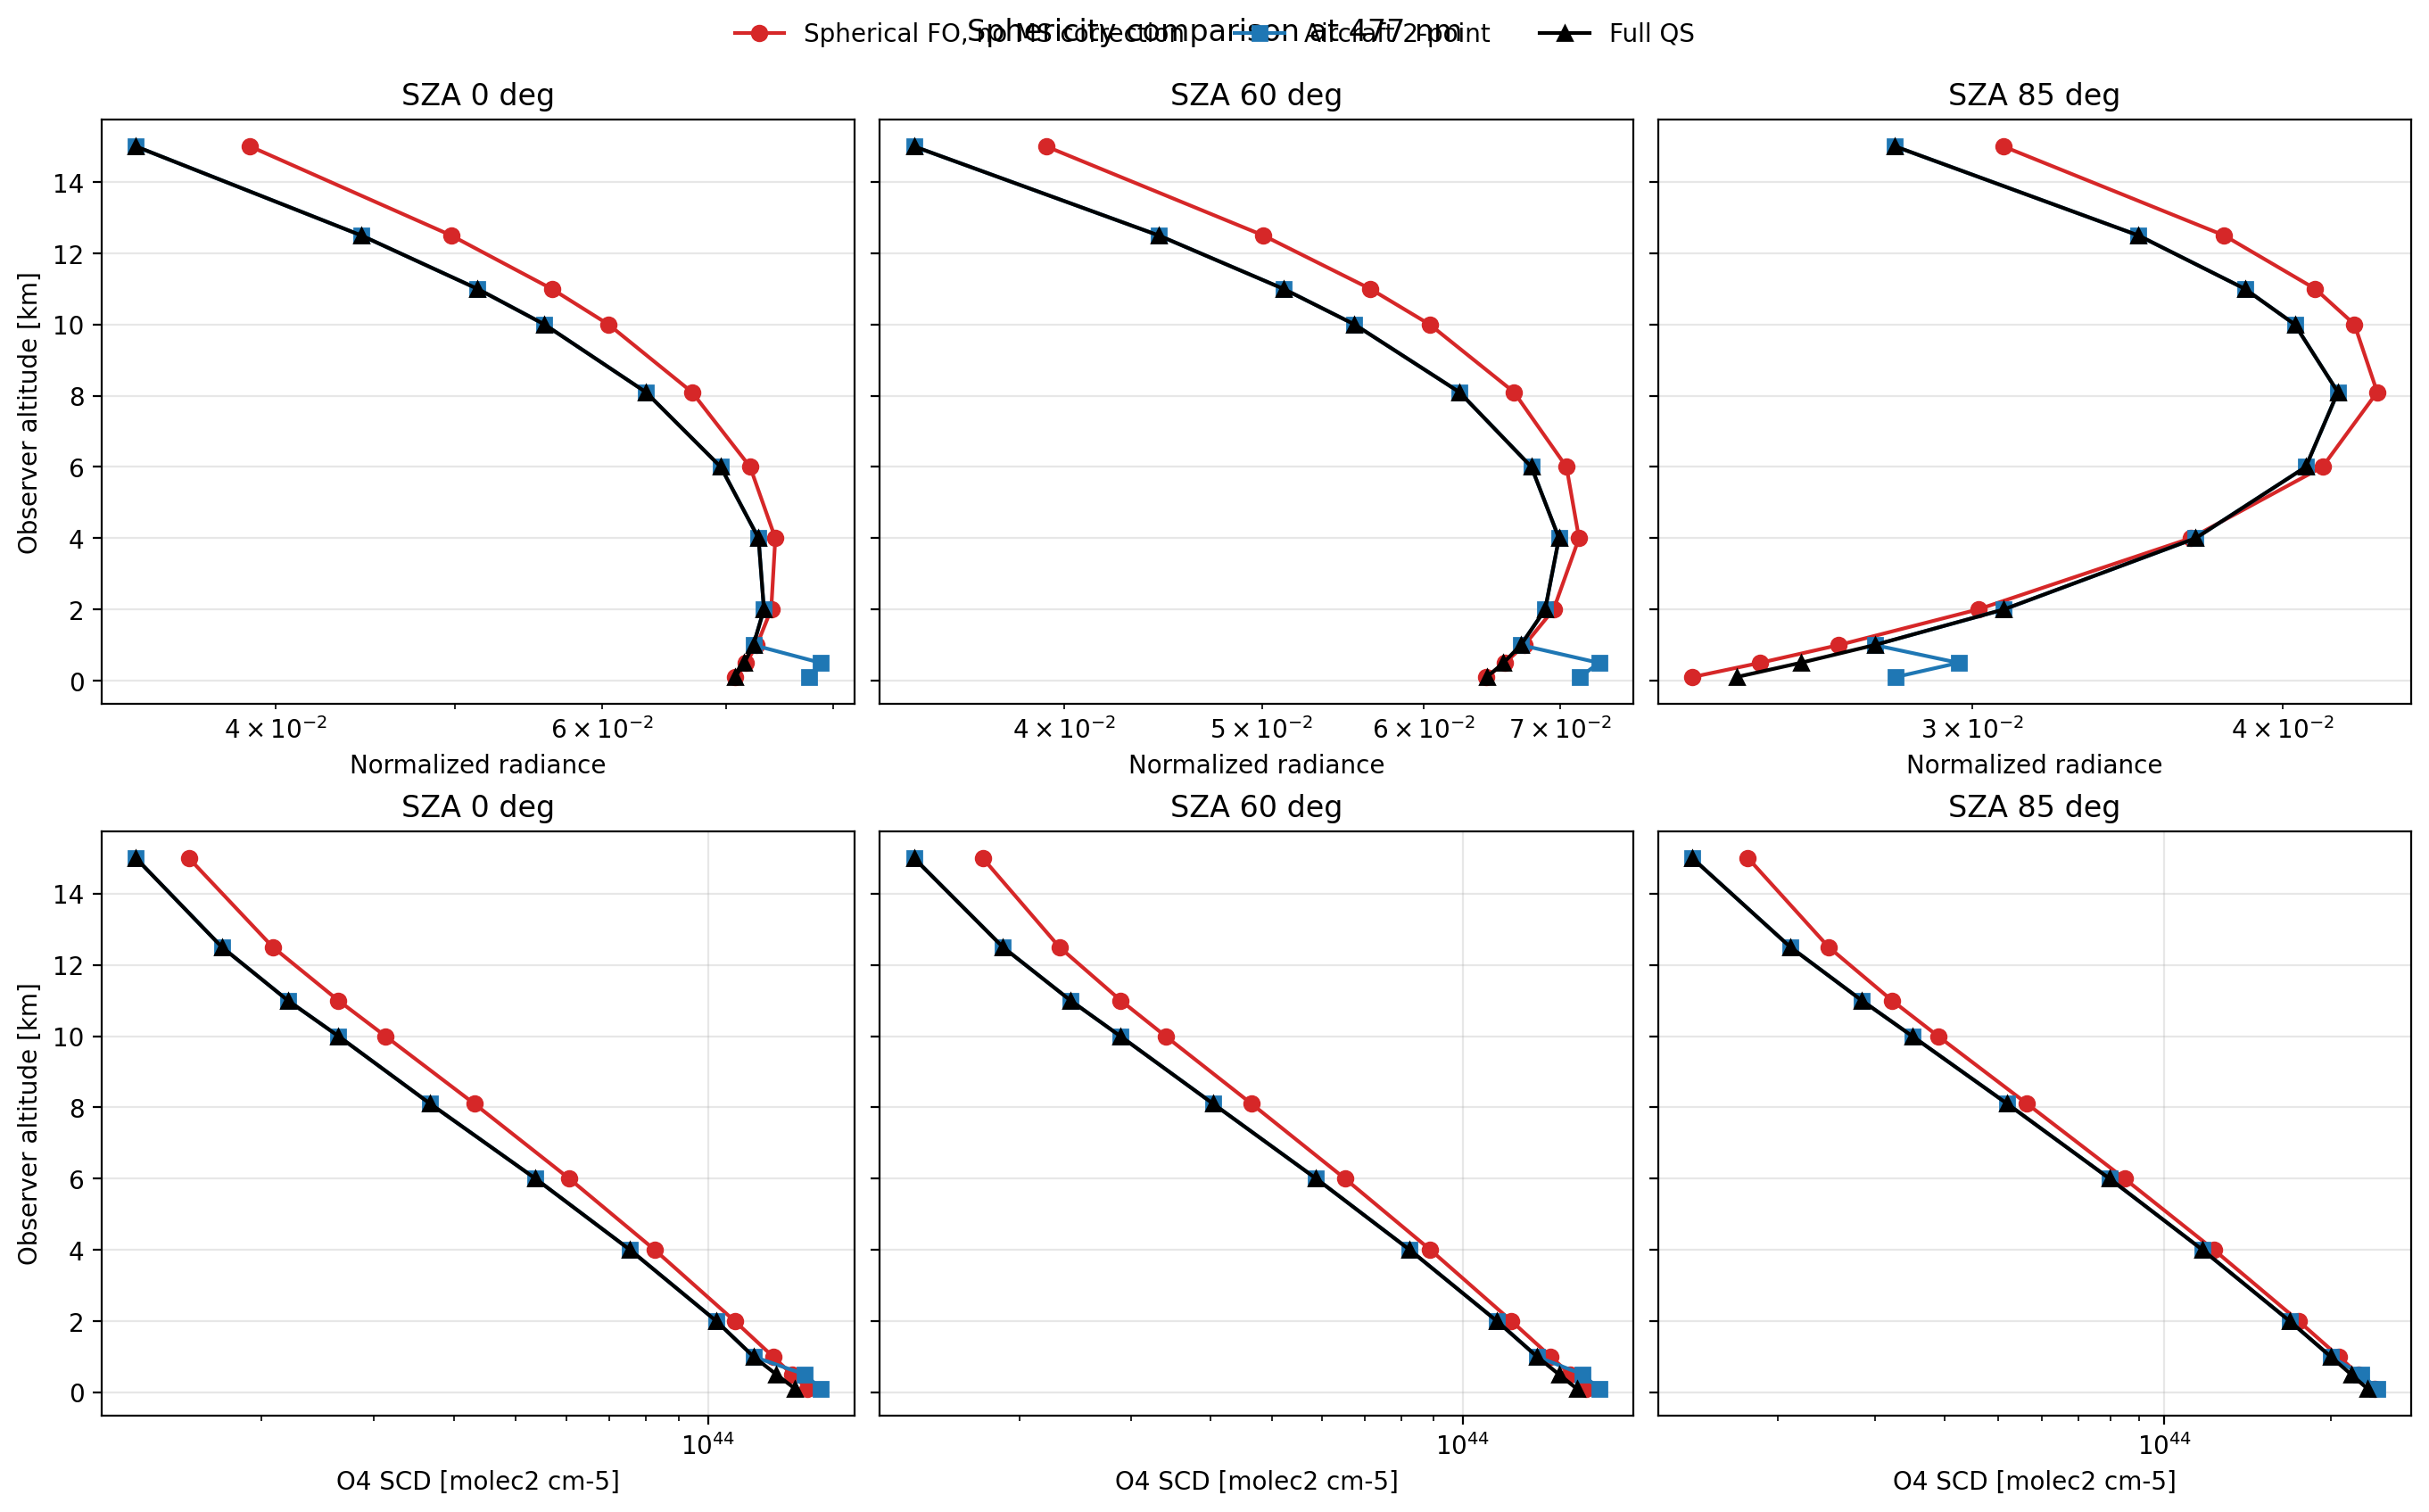 Sphericity comparison at 477 nm
Spherical FO, no MS correction Aircraft 2-point Full QS
SZA 0 deg SZA 60 deg SZA 85 deg
Observer altitude [km]
14
12
10
8
6
4
2
0
4 × 10⁻² 6 × 10⁻² 4 × 10⁻² 5 × 10⁻² 6 × 10⁻² 7 × 10⁻² 3 × 10⁻² 4 × 10⁻²
Normalized radiance Normalized radiance Normalized radiance
SZA 0 deg SZA 60 deg SZA 85 deg
Observer altitude [km]
14
12
10
8
6
4
2
0
10⁴⁴ 10⁴⁴ 10⁴⁴
O4 SCD [molec2 cm-5] O4 SCD [molec2 cm-5] O4 SCD [molec2 cm-5]